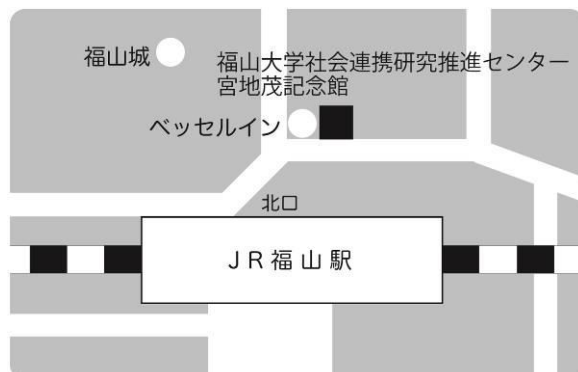 福山城
福山大学社会連携研究推進センター
宮地茂記念館
ベッセルイン
北口
JR福山駅